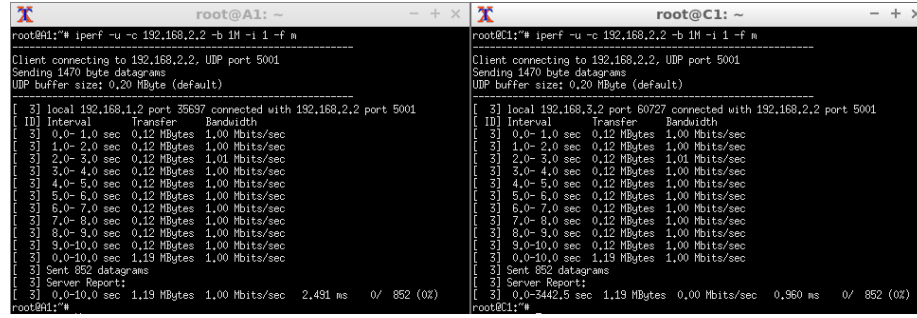 root@A1: ~
root@A1:~# iperf -u -c 192.168.2.2 -b 1M -i 1 -f m
------------------------------------------------------------
Client connecting to 192.168.2.2, UDP port 5001
Sending 1470 byte datagrams
UDP buffer size: 0.20 MByte (default)
------------------------------------------------------------
[  3] local 192.168.1.2 port 35697 connected with 192.168.2.2 port 5001
[ ID] Interval       Transfer     Bandwidth
[  3]  0.0- 1.0 sec  0.12 MBytes  1.00 Mbits/sec
[  3]  1.0- 2.0 sec  0.12 MBytes  1.00 Mbits/sec
[  3]  2.0- 3.0 sec  0.12 MBytes  1.01 Mbits/sec
[  3]  3.0- 4.0 sec  0.12 MBytes  1.00 Mbits/sec
[  3]  4.0- 5.0 sec  0.12 MBytes  1.00 Mbits/sec
[  3]  5.0- 6.0 sec  0.12 MBytes  1.00 Mbits/sec
[  3]  6.0- 7.0 sec  0.12 MBytes  1.00 Mbits/sec
[  3]  7.0- 8.0 sec  0.12 MBytes  1.00 Mbits/sec
[  3]  8.0- 9.0 sec  0.12 MBytes  1.00 Mbits/sec
[  3]  9.0-10.0 sec  0.12 MBytes  1.00 Mbits/sec
[  3]  0.0-10.0 sec  1.19 MBytes  1.00 Mbits/sec
[  3] Sent 852 datagrams
[  3] Server Report:
[  3]  0.0-10.0 sec  1.19 MBytes  1.00 Mbits/sec   2.491 ms    0/  852 (0%)
root@A1:~#
root@C1: ~
root@C1:~# iperf -u -c 192.168.2.2 -b 1M -i 1 -f m
------------------------------------------------------------
Client connecting to 192.168.2.2, UDP port 5001
Sending 1470 byte datagrams
UDP buffer size: 0.20 MByte (default)
------------------------------------------------------------
[  3] local 192.168.3.2 port 60727 connected with 192.168.2.2 port 5001
[ ID] Interval       Transfer     Bandwidth
[  3]  0.0- 1.0 sec  0.12 MBytes  1.00 Mbits/sec
[  3]  1.0- 2.0 sec  0.12 MBytes  1.00 Mbits/sec
[  3]  2.0- 3.0 sec  0.12 MBytes  1.01 Mbits/sec
[  3]  3.0- 4.0 sec  0.12 MBytes  1.00 Mbits/sec
[  3]  4.0- 5.0 sec  0.12 MBytes  1.00 Mbits/sec
[  3]  5.0- 6.0 sec  0.12 MBytes  1.00 Mbits/sec
[  3]  6.0- 7.0 sec  0.12 MBytes  1.00 Mbits/sec
[  3]  7.0- 8.0 sec  0.12 MBytes  1.00 Mbits/sec
[  3]  8.0- 9.0 sec  0.12 MBytes  1.00 Mbits/sec
[  3]  9.0-10.0 sec  0.12 MBytes  1.00 Mbits/sec
[  3]  0.0-10.0 sec  1.19 MBytes  1.00 Mbits/sec
[  3] Sent 852 datagrams
[  3] Server Report:
[  3]  0.0-3442.5 sec  1.19 MBytes  0.00 Mbits/sec   0.960 ms    0/  852 (0%)
root@C1:~#